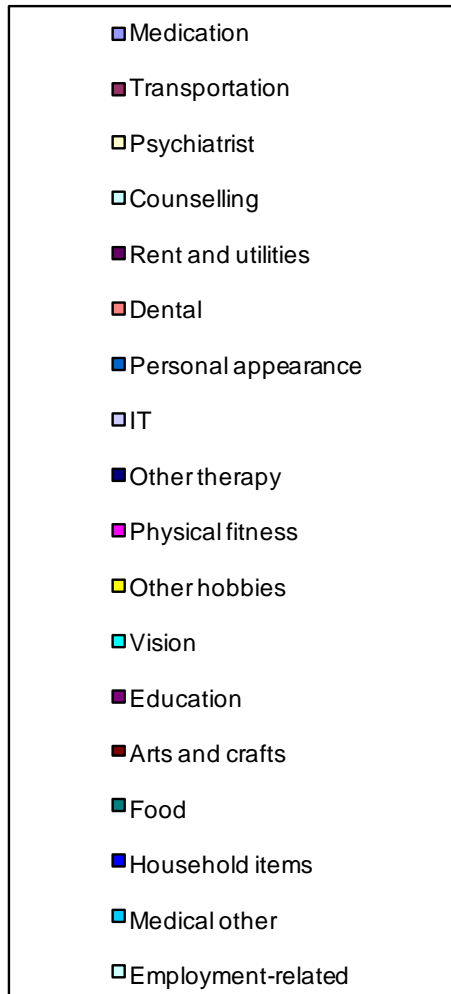 Medication
Transportation
Psychiatrist
Counselling
Rent and utilities
Dental
Personal appearance
IT
Other therapy
Physical fitness
Other hobbies
Vision
Education
Arts and crafts
Food
Household items
Medical other
Employment-related